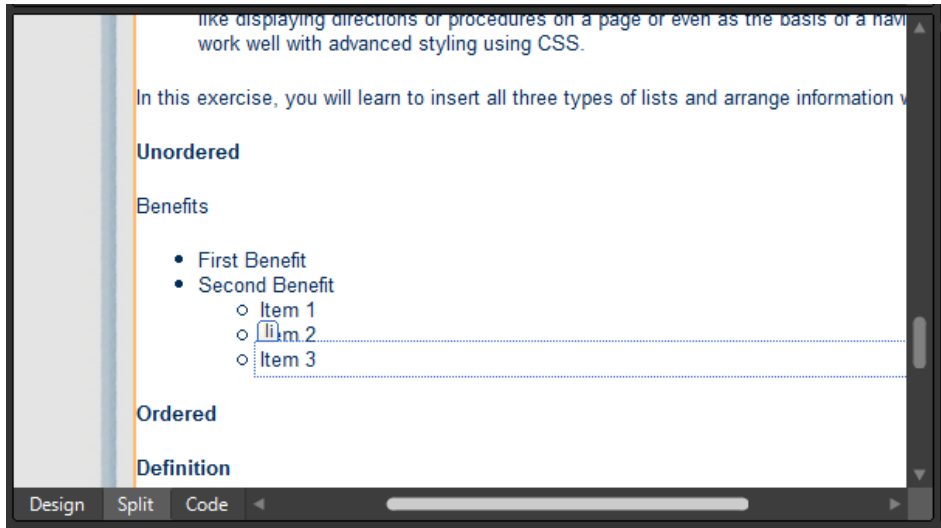 like displaying directions or procedures on a page or even as the basis of a
work well with advanced styling using CSS.
In this exercise, you will learn to insert all three types of lists and arrange information
Unordered
Benefits
First Benefit
Second Benefit
Item 1
li
Item 2
Item 3
Ordered
Definition
Design Split Code